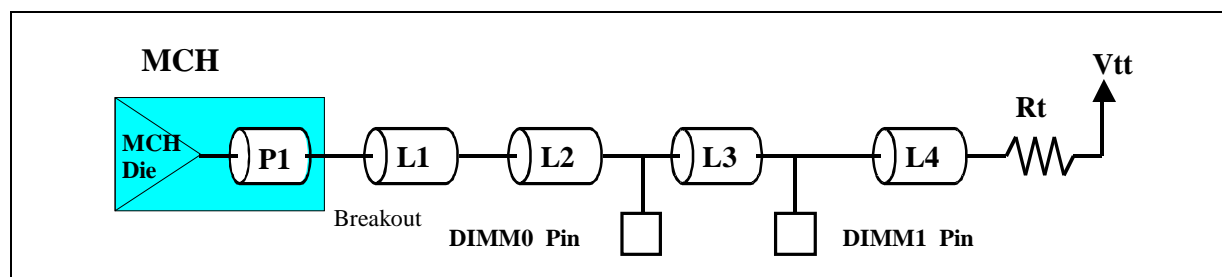 MCH
Vtt
Rt
MCH
Die
P1
L1
L2
L3
L4
Breakout
DIMM0 Pin
DIMM1 Pin